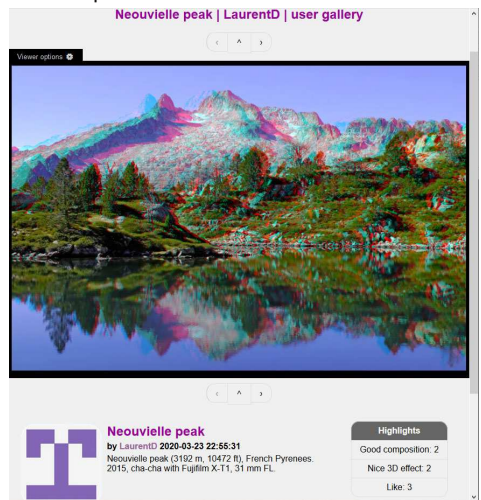 Neouvielle peak | LaurentD | user gallery
‹ ^ ›
Viewer options
‹ ^ ›
Neouvielle peak
by LaurentD 2020-03-23 22:55:31
Neouvielle peak (3192 m, 10472 ft), French Pyrenees.
2015, cha-cha with Fujifilm X-T1, 31 mm FL.
Highlights
Good composition: 2
Nice 3D effect: 2
Like: 3